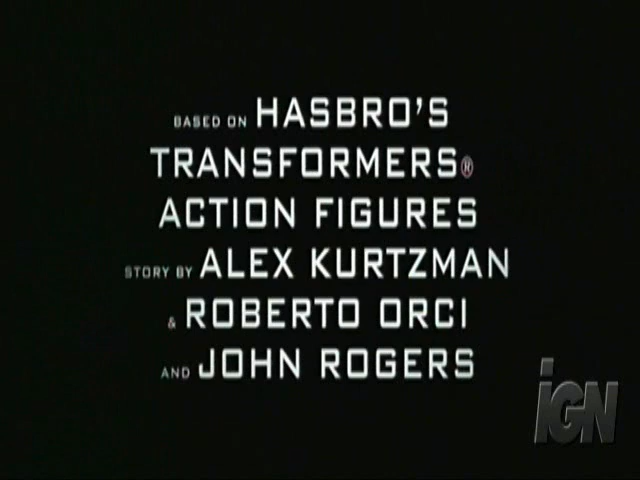 BASED ON HASBRO'S
TRANSFORMERS®
ACTION FIGURES
STORY BY ALEX KURTZMAN
& ROBERTO ORCI
AND JOHN ROGERS
IGN